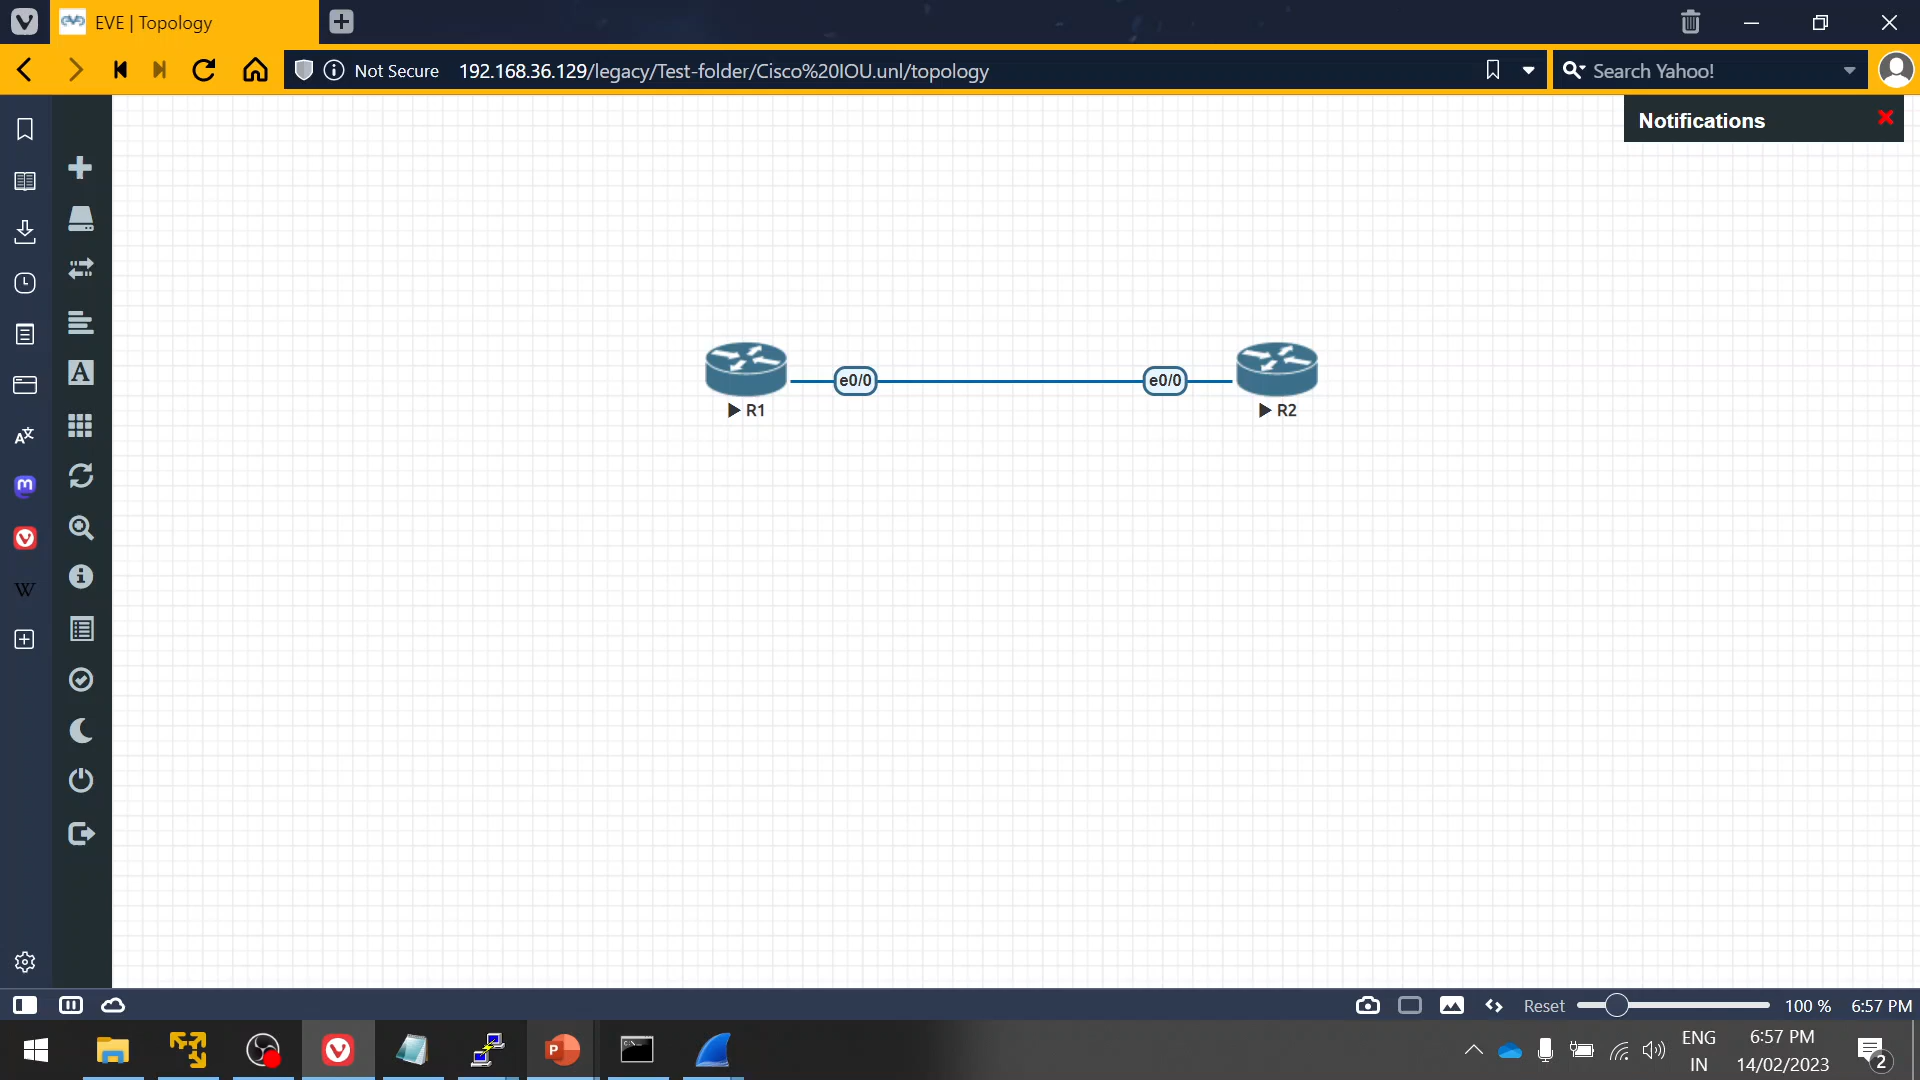 EVE | Topology
Not Secure
192.168.36.129/legacy/Test-folder/Cisco%20IOU.unl/topology
Search Yahoo!
Notifications
e0/0
e0/0
R1
R2
Reset
100 %
6:57 PM
ENG
IN
6:57 PM
14/02/2023
2